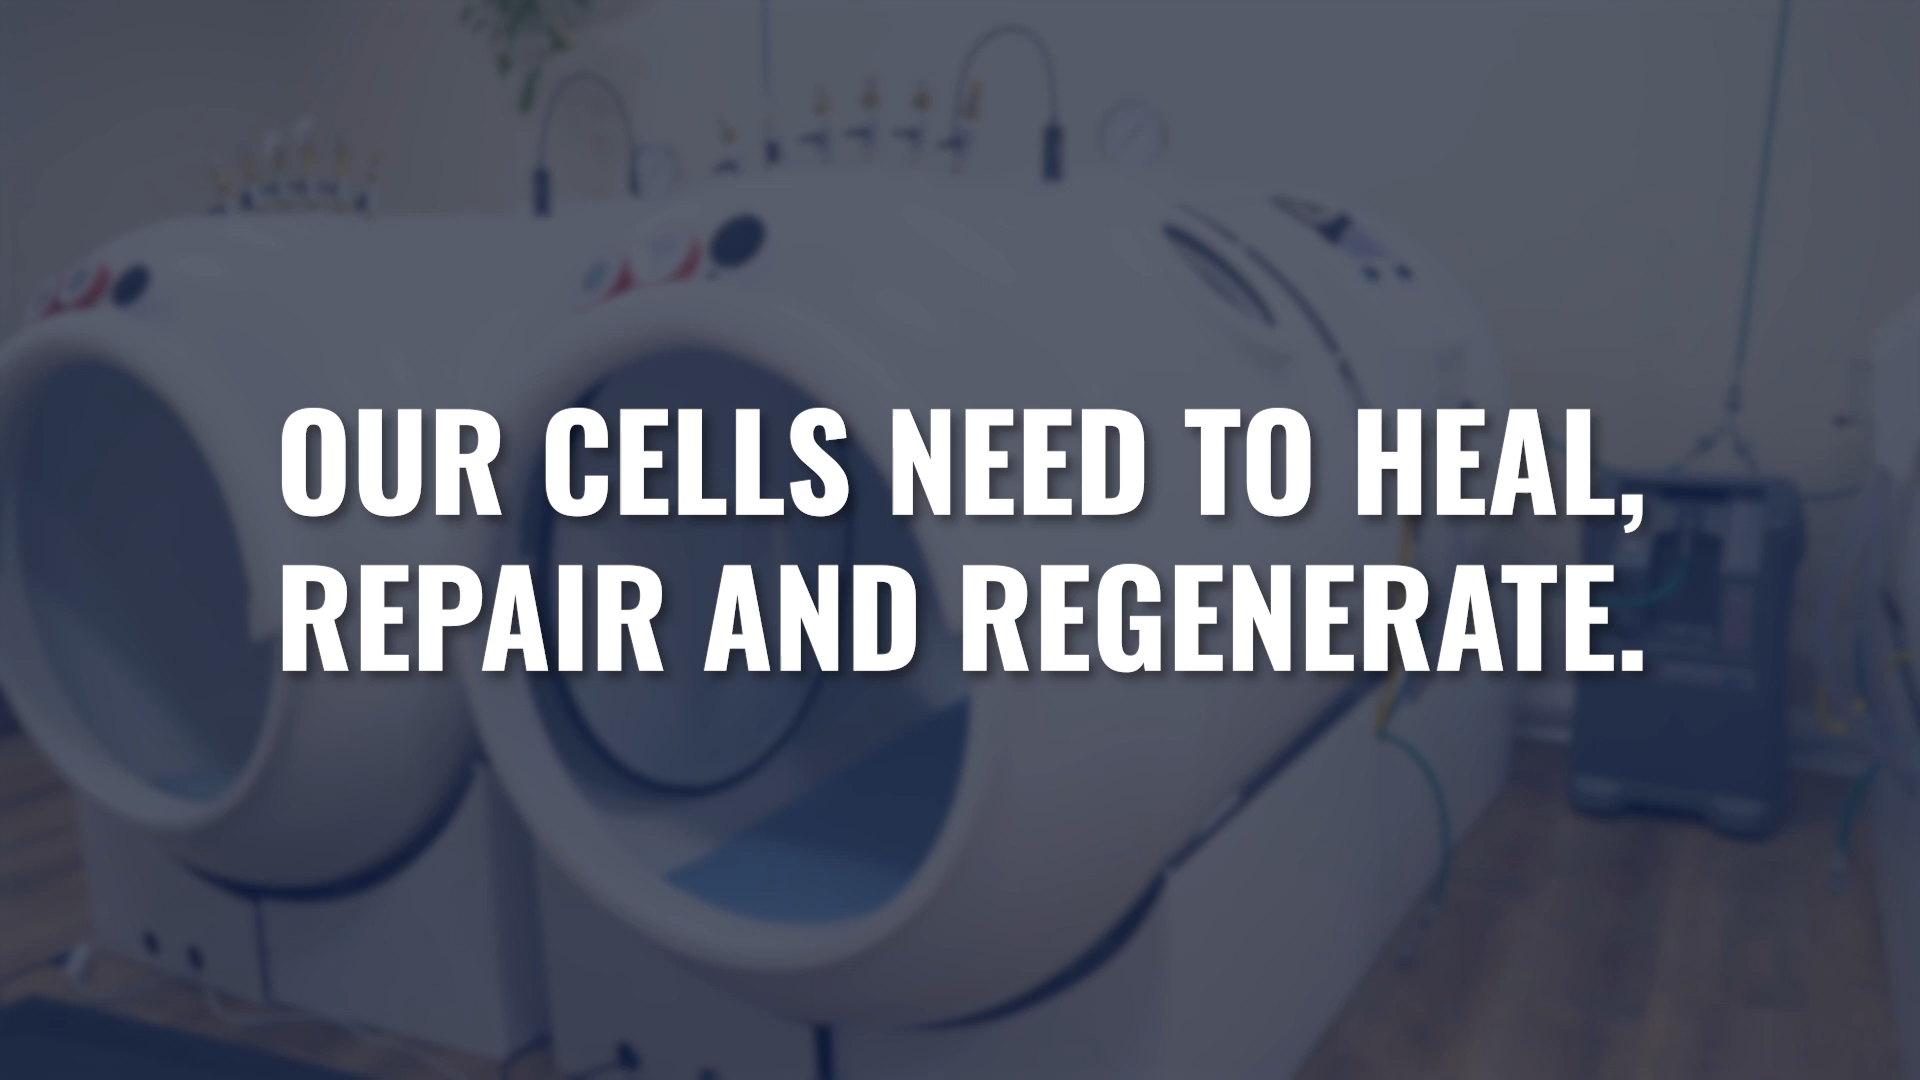 OUR CELLS NEED TO HEAL,
REPAIR AND REGENERATE.